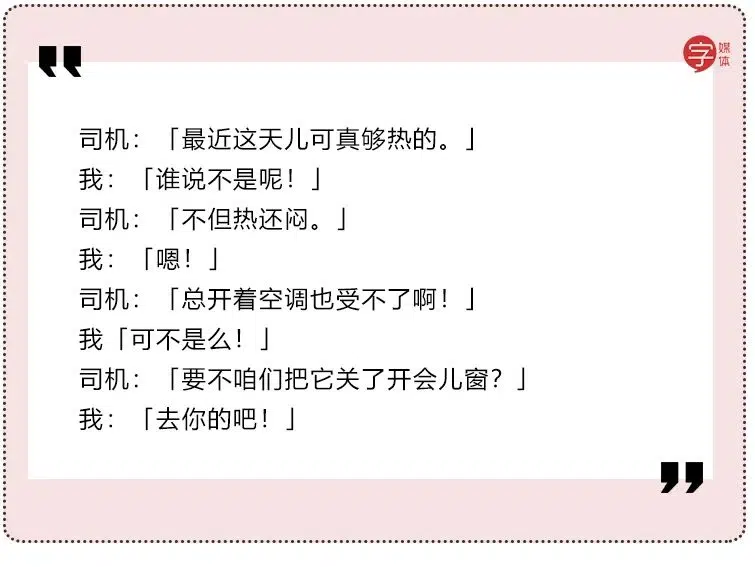 字媒体
司机：「最近这天儿可真够热的。」
我：「谁说不是呢！」
司机：「不但热还闷。」
我：「嗯！」
司机：「总开着空调也受不了啊！」
我「可不是么！」
司机：「要不咱们把它关了开会儿窗？」
我：「去你的吧！」